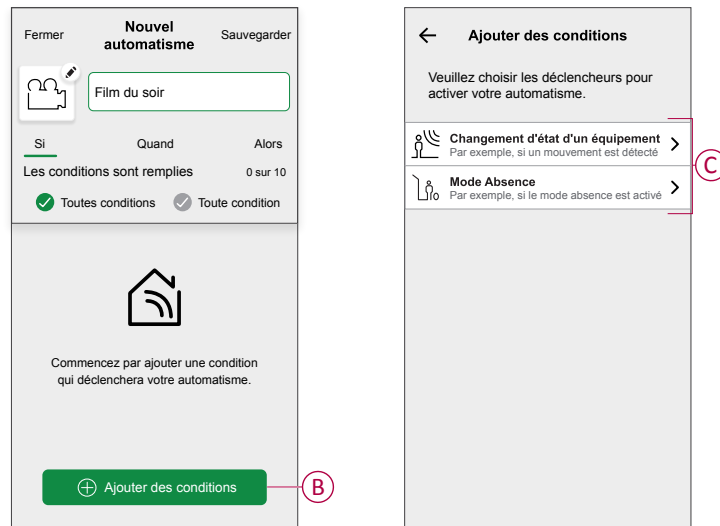 Fermer
Nouvel
automatisme
Sauvegarder
Film du soir
Si
Quand
Alors
Les conditions sont remplies
0 sur 10
Toutes conditions
Toute condition
Commencez par ajouter une condition
qui déclenchera votre automatisme.
Ajouter des conditions
B
Ajouter des conditions
Veuillez choisir les déclencheurs pour
activer votre automatisme.
Changement d'état d'un équipement
Par exemple, si un mouvement est détecté
Mode Absence
Par exemple, si le mode absence est activé
C